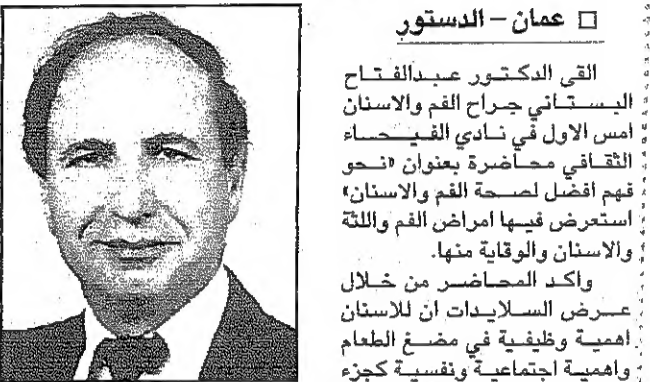 □ عمان - الدستور
القى الدكتور عبدالفتاح
البستاني جراح الفم والاسنان
امس الاول في نادي الفيحاء
الثقافي محاضرة بعنوان «نحو
فهم افضل لصحة الفم والاسنان»
استعرض فيها امراض الفم واللثة
والاسنان والوقاية منها.
واكد المحاضر من خلال
عرض السلايدات ان للاسنان
اهمية وظيفية في مضغ الطعام
واهمية اجتماعية ونفسية كجزء